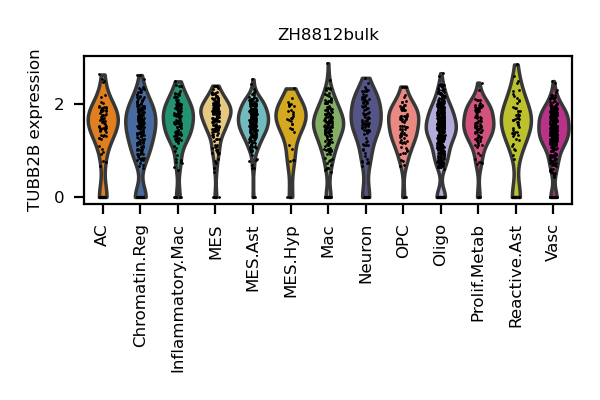 ZH8812bulk
TUBB2B expression
2
0
AC
Chromatin.Reg
Inflammatory.Mac
MES
MES.Ast
MES.Hyp
Mac
Neuron
OPC
Oligo
Prolif.Metab
Reactive.Ast
Vasc